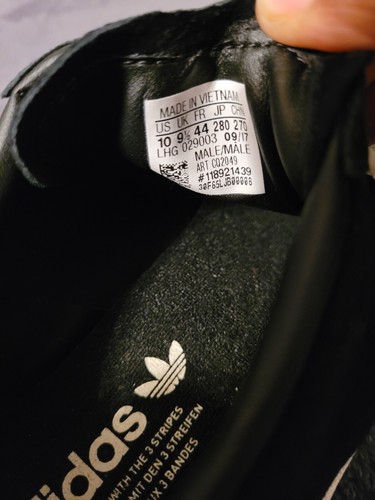 MADE IN VIETNAM
US UK FR JP CHN
10 9½ 44 280 270
LHG 029003 09/17
MALE/MÂLE
ART CQ2049
#118921439
adidas
WITH THE 3 STRIPES
MIT DEN 3 STREIFEN
AUX 3 BANDES